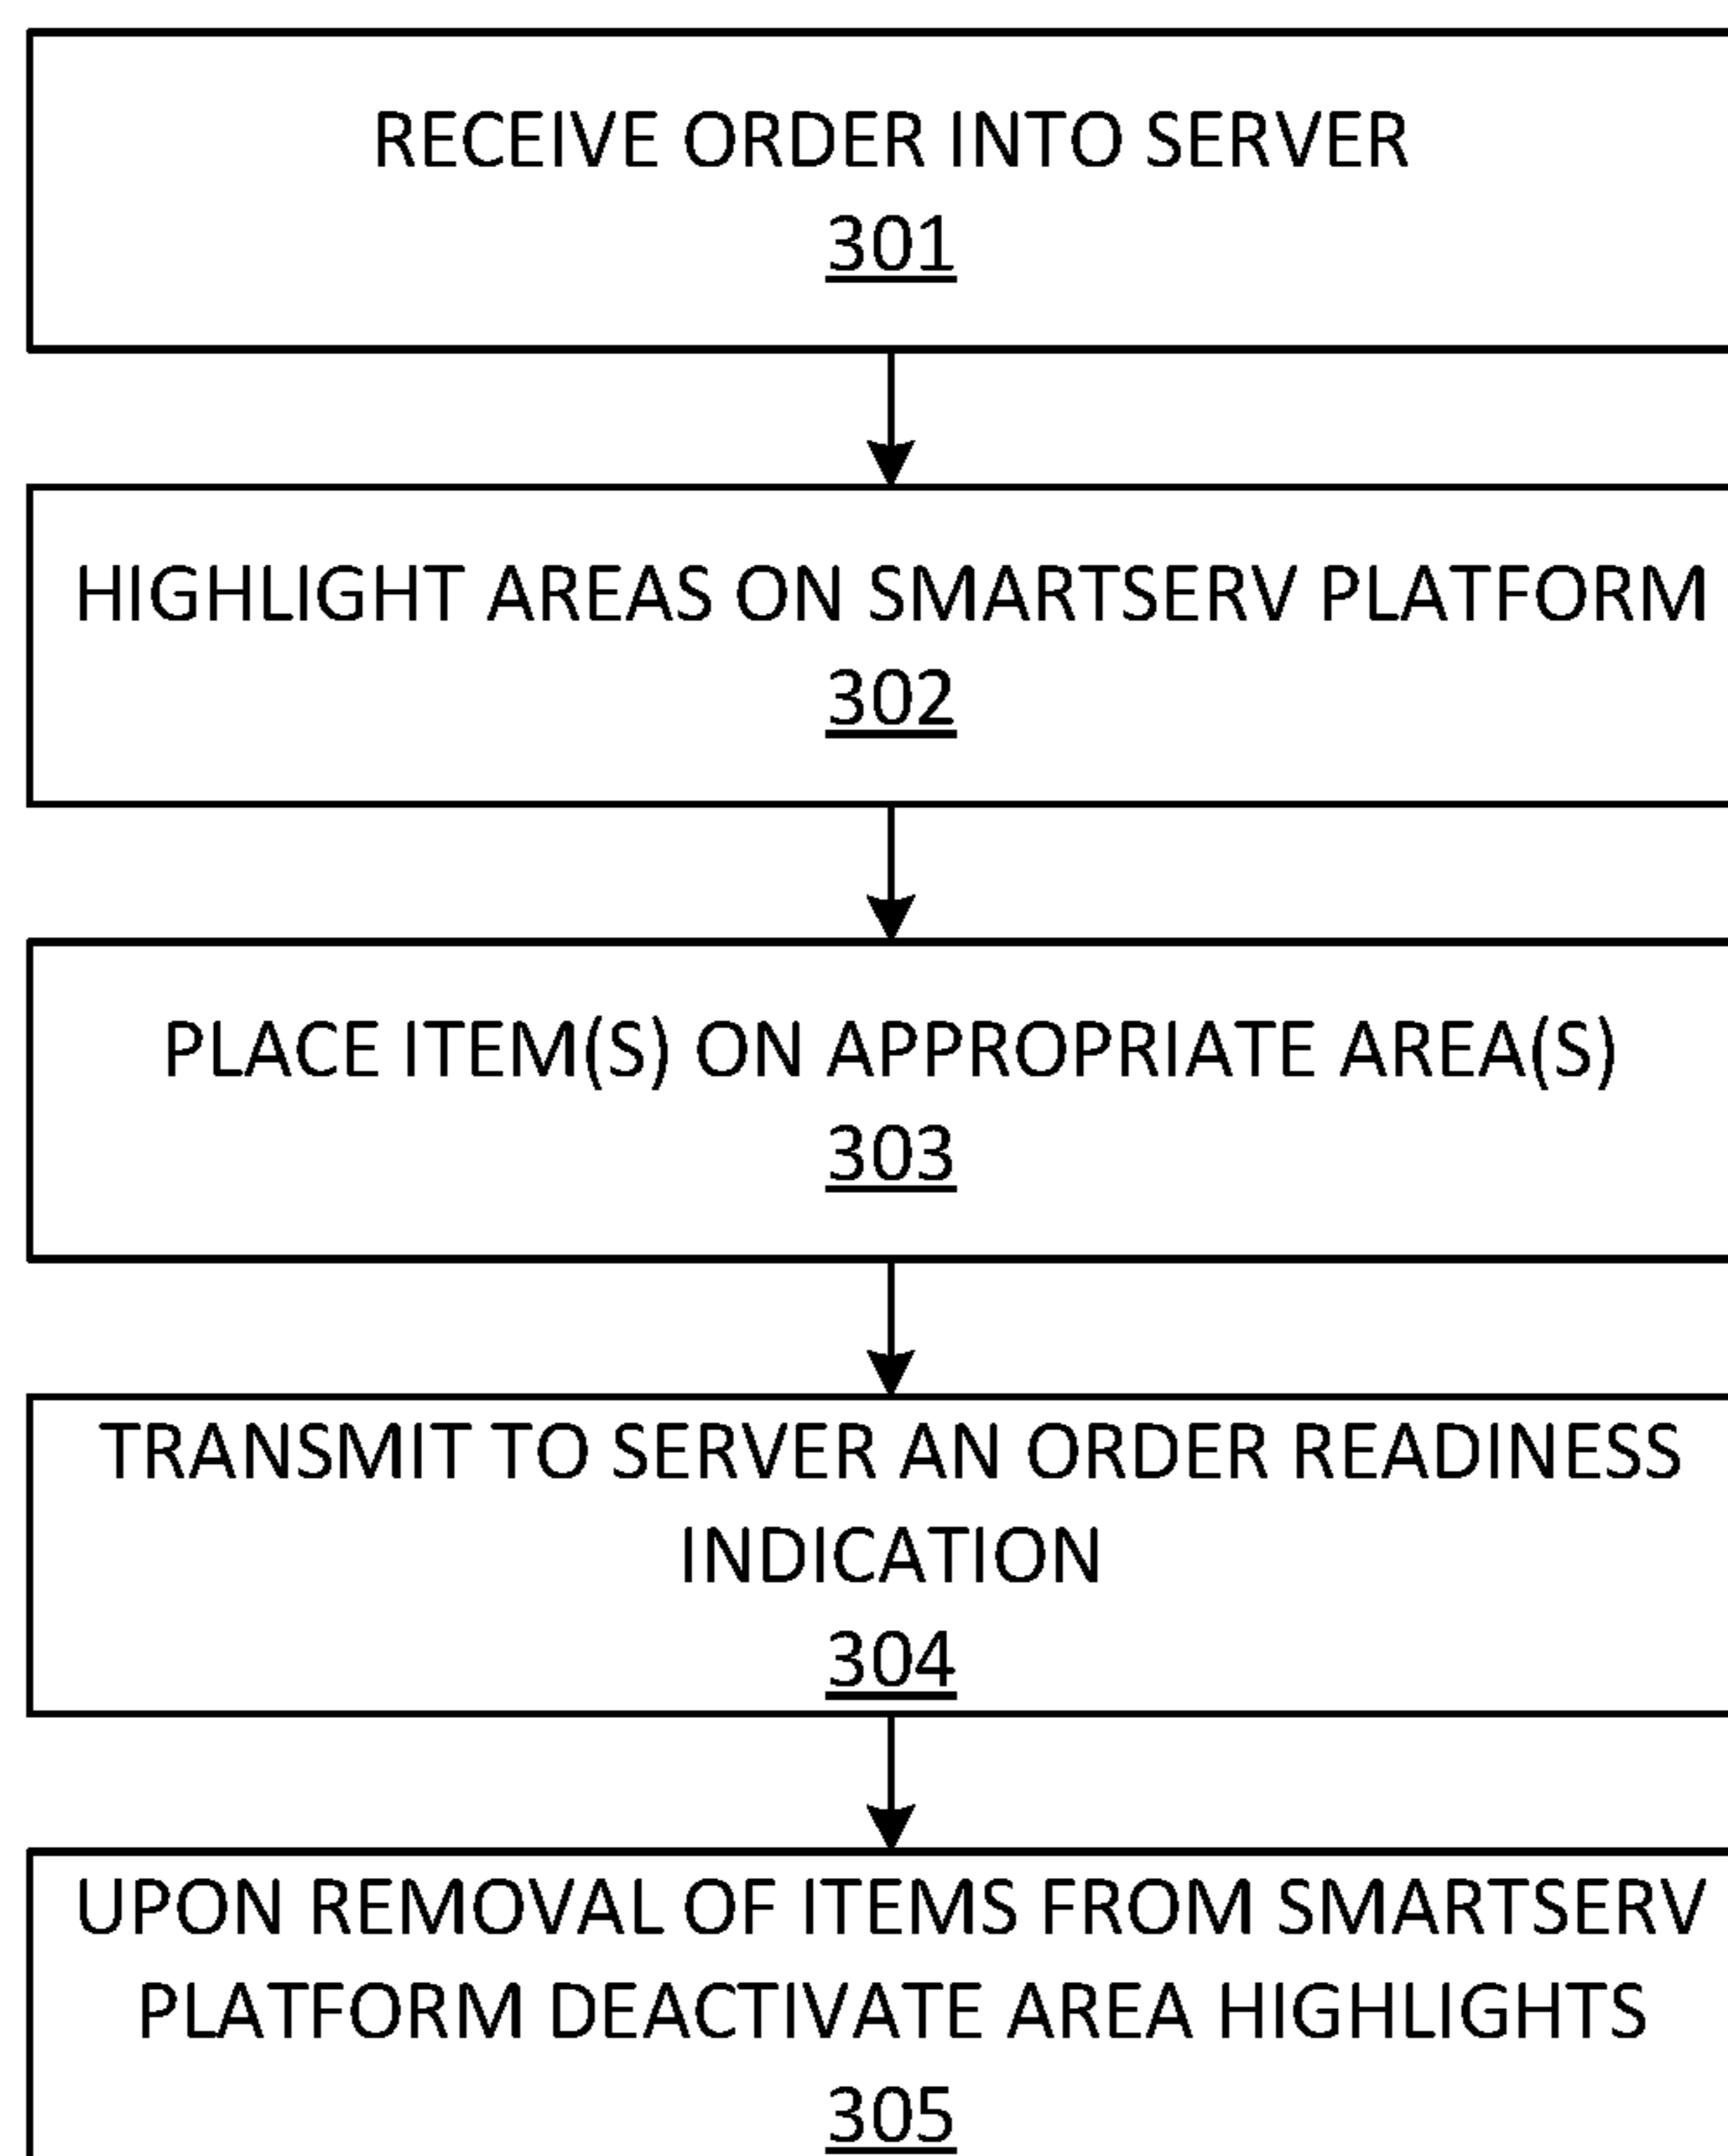 RECEIVE ORDER INTO SERVER
301
HIGHLIGHT AREAS ON SMARTSERV PLATFORM
302
PLACE ITEM(S) ON APPROPRIATE AREA(S)
303
TRANSMIT TO SERVER AN ORDER READINESS
INDICATION
304
UPON REMOVAL OF ITEMS FROM SMARTSERV
PLATFORM DEACTIVATE AREA HIGHLIGHTS
305